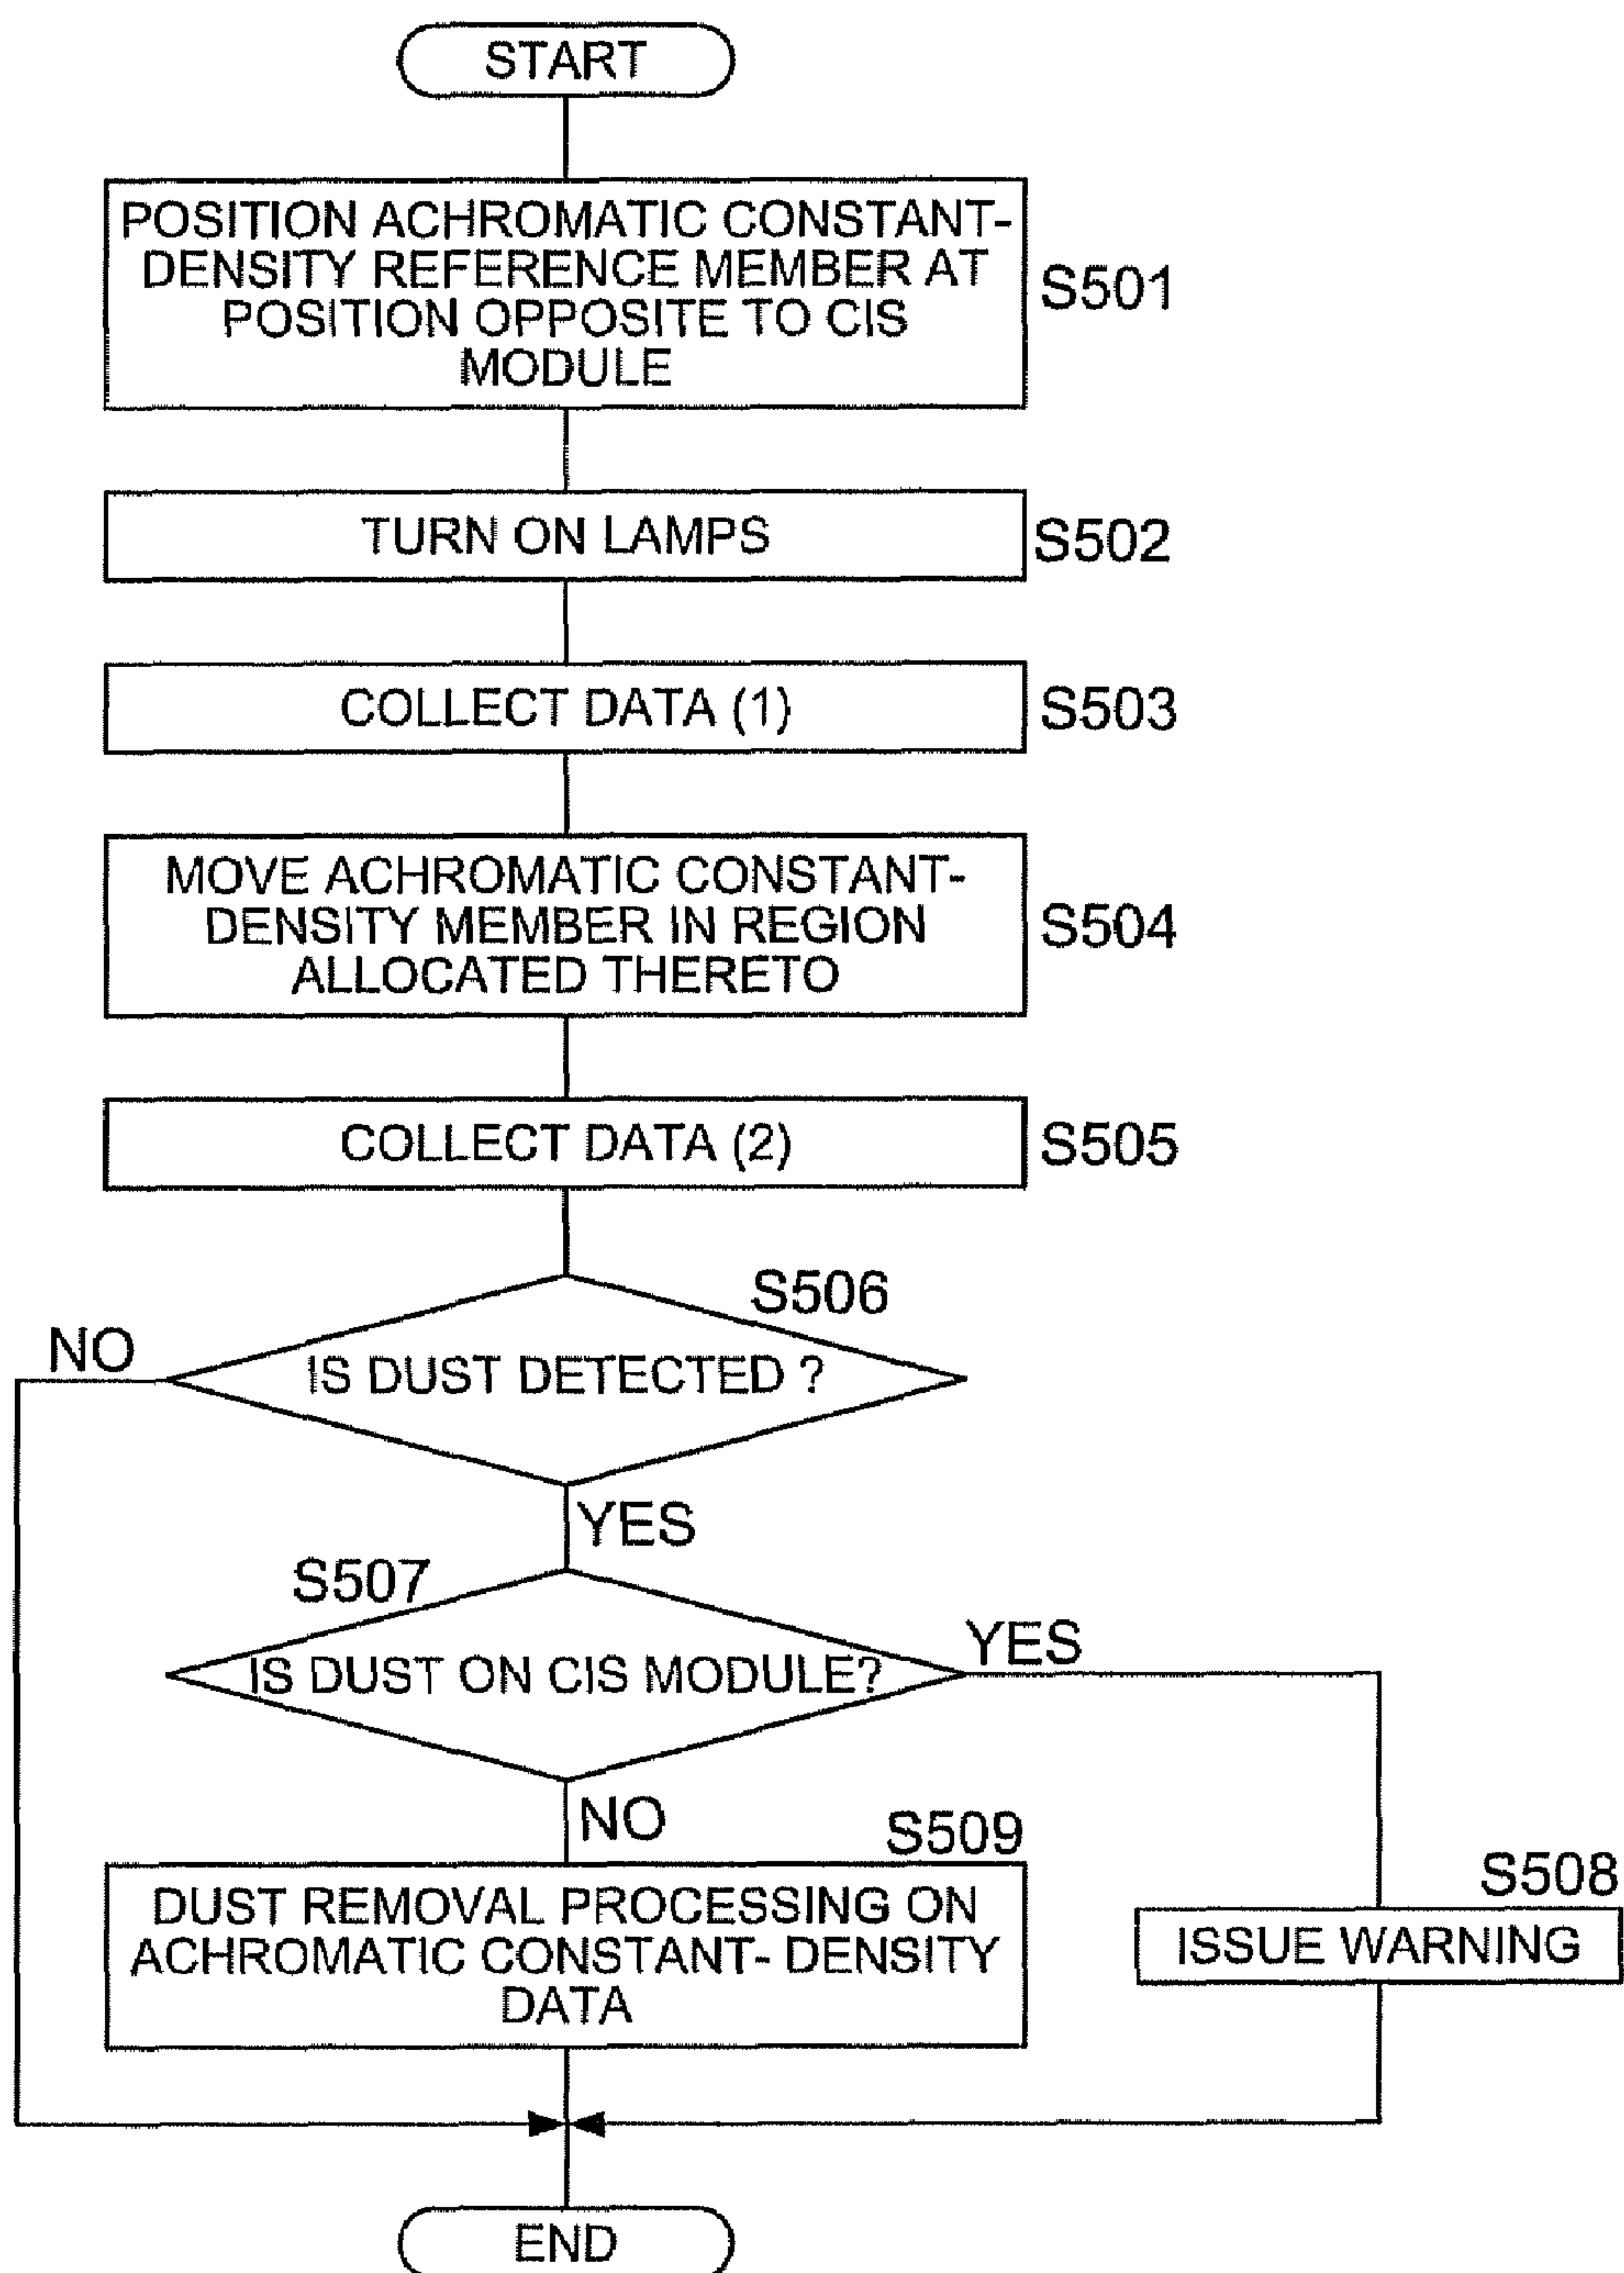 START
POSITION ACHROMATIC CONSTANT-
DENSITY REFERENCE MEMBER AT
POSITION OPPOSITE TO CIS
MODULE
S501
TURN ON LAMPS
S502
COLLECT DATA (1)
S503
MOVE ACHROMATIC CONSTANT-
DENSITY MEMBER IN REGION
ALLOCATED THERETO
S504
COLLECT DATA (2)
S505
S506
NO
IS DUST DETECTED ?
YES
S507
YES
IS DUST ON CIS MODULE?
NO
S509
DUST REMOVAL PROCESSING ON
ACHROMATIC CONSTANT- DENSITY
DATA
S508
ISSUE WARNING
END